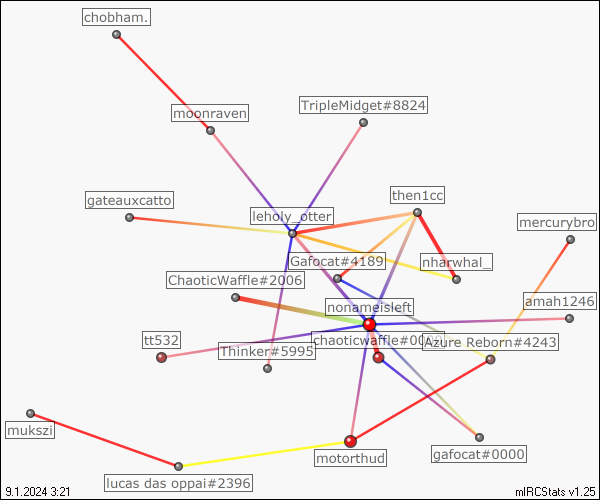 chobham.
moonraven
TripleMidget#8824
gateauxcatto
leholy_otter
then1cc
mercurybro
Gafocat#4189
nharwhal_
ChaoticWaffle#2006
nonameisleft
amah1246
tt532
Thinker#5995
chaoticwaffle#0000
Azure Reborn#4243
mukszi
motorthud
gafocat#0000
lucas das oppai#2396
9.1.2024 3:21
mIRCStats v1.25